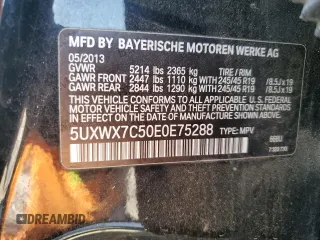 MFD BY BAYERISCHE MOTOREN WERKE AG
05/2013
GVWR 5214 lbs 2365 kg TIRE / RIM
GAWR FRONT 2447 lbs 1110 kg WITH 245/45 R19 / 8.5J x 19
GAWR REAR 2844 lbs 1290 kg WITH 245/45 R19 / 8.5J x 19
THIS VEHICLE CONFORMS TO ALL APPLICABLE U.S. FEDERAL MOTOR VEHICLE SAFETY STANDARDS IN EFFECT ON
THE DATE OF MANUFACTURE SHOWN ABOVE.
5UXWX7C50E0E75288 TYPE: MPV
DREAMBID